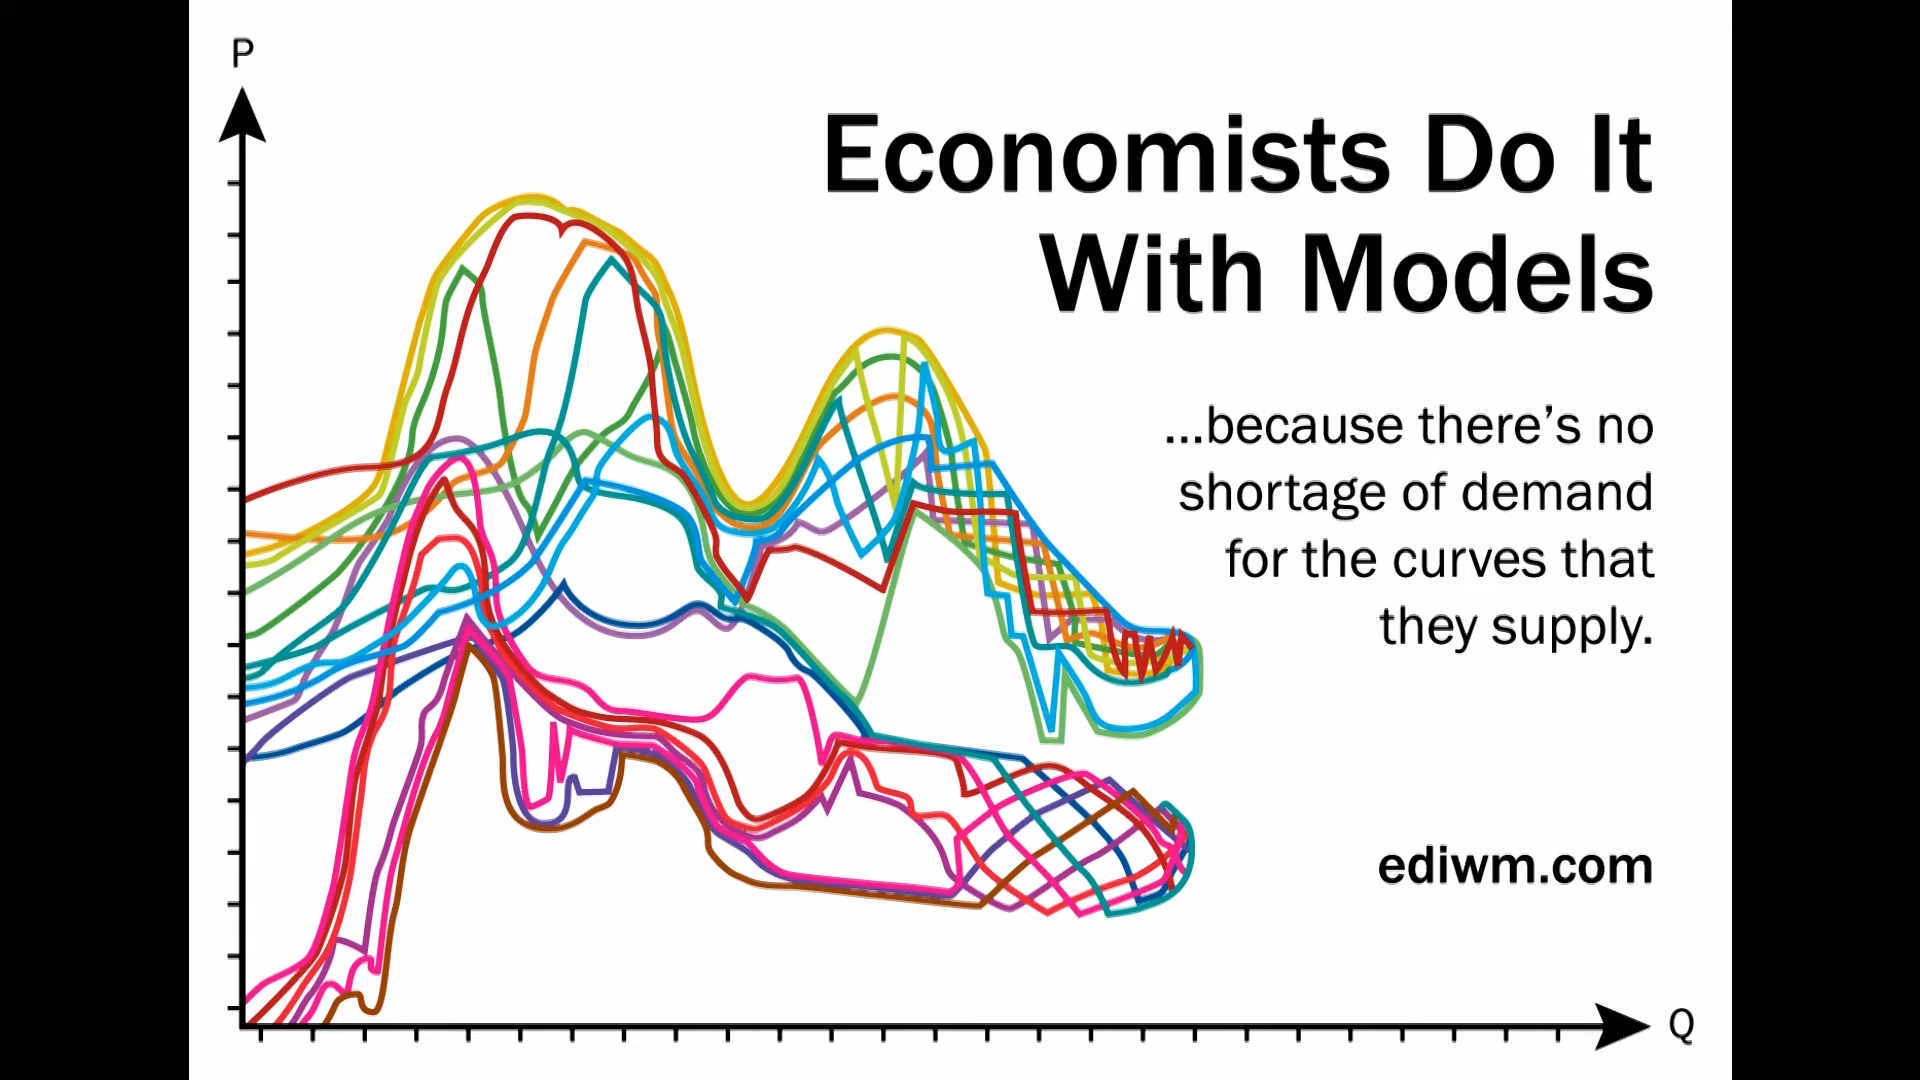 P
Economists Do It
With Models
...because there’s no
shortage of demand
for the curves that
they supply.
ediwm.com
Q